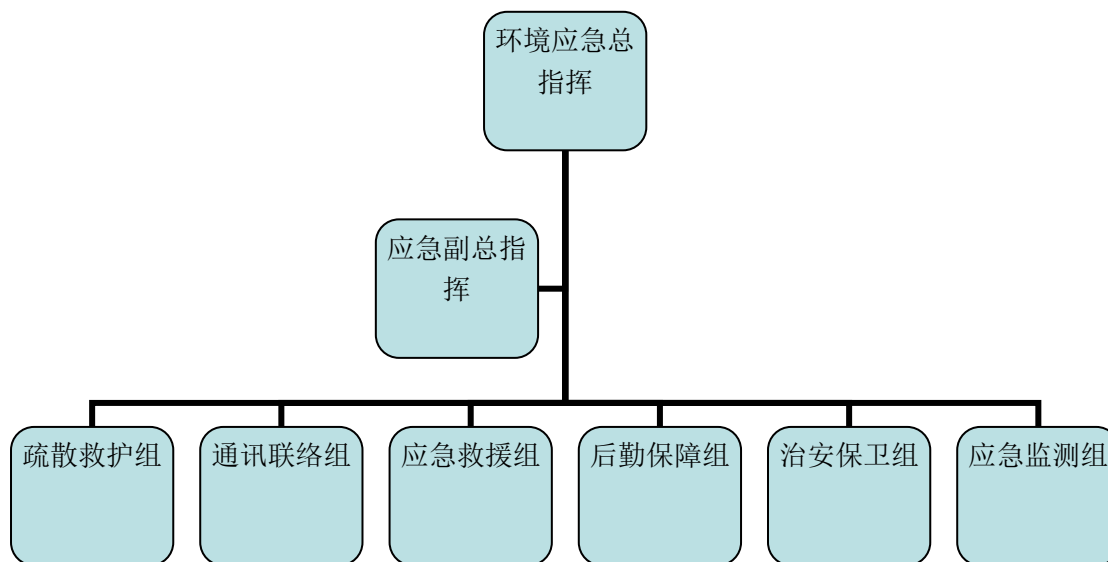 环境应急总
指挥
应急副总指
挥
疏散救护组
通讯联络组
应急救援组
后勤保障组
治安保卫组
应急监测组